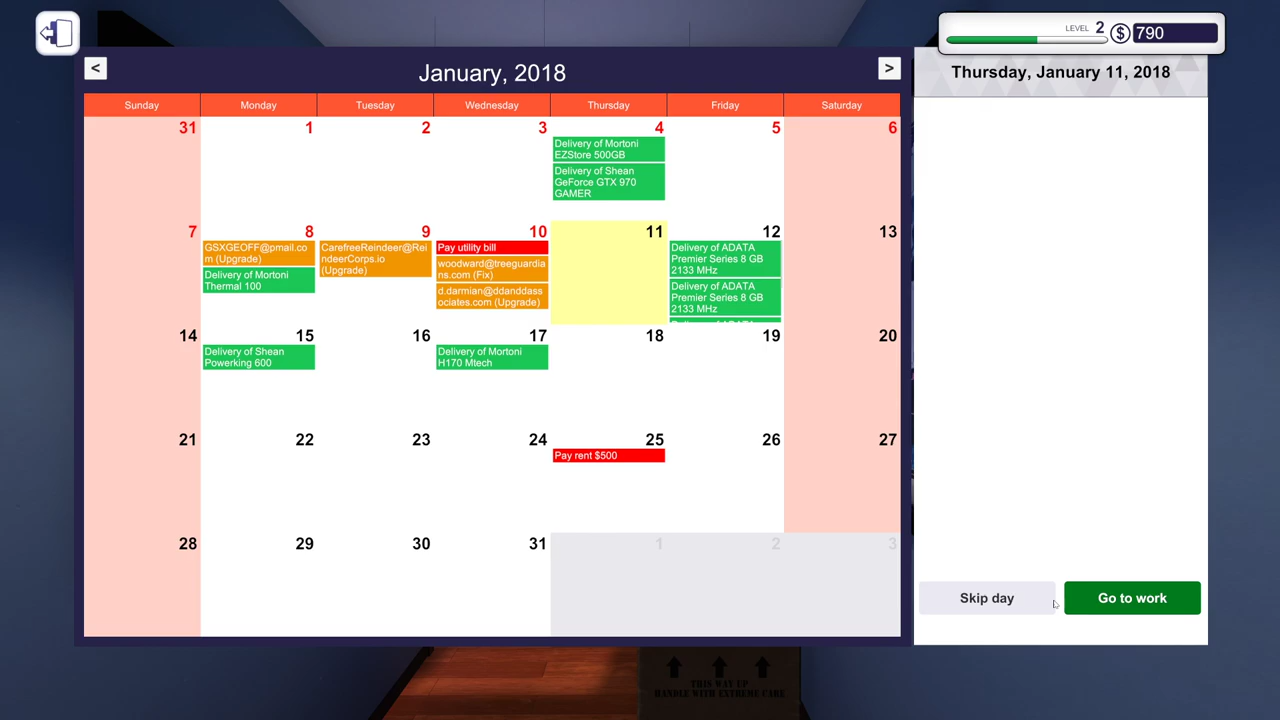 LEVEL 2
$ 790
< January, 2018 >
Thursday, January 11, 2018
Sunday Monday Tuesday Wednesday Thursday Friday Saturday
31 1 2 3 4 5 6
Delivery of Mortoni
EZStore 500GB
Delivery of Shean
GeForce GTX 970
GAMER
7 8 9 10 11 12 13
GSXGEOFF@pmail.co
m (Upgrade)
Delivery of Mortoni
Thermal 100
CarefreeReindeer@Rei
ndeerCorps.io
(Upgrade)
Pay utility bill
woodward@treeguardia
ns.com (Fix)
d.darmian@ddanddass
ociates.com (Upgrade)
Delivery of ADATA
Premier Series 8 GB
2133 MHz
Delivery of ADATA
Premier Series 8 GB
2133 MHz
14 15 16 17 18 19 20
Delivery of Shean
Powerking 600
Delivery of Mortoni
H170 Mtech
21 22 23 24 25 26 27
Pay rent $500
28 29 30 31 1 2 3
Skip day
Go to work
THIS WAY UP
HANDLE WITH EXTREME CARE